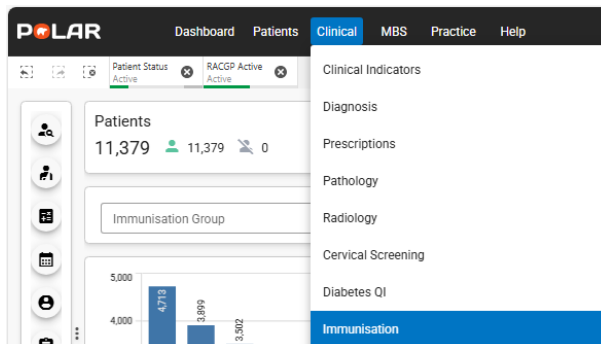 POLAR
Dashboard Patients Clinical MBS Practice Help
Patient Status
Active
RACGP Active
Active
Clinical Indicators
Diagnosis
Prescriptions
Pathology
Radiology
Cervical Screening
Diabetes QI
Immunisation
Patients
11,379 11,379 0
Immunisation Group
5,000
4,000
4,713
3,899
3,502